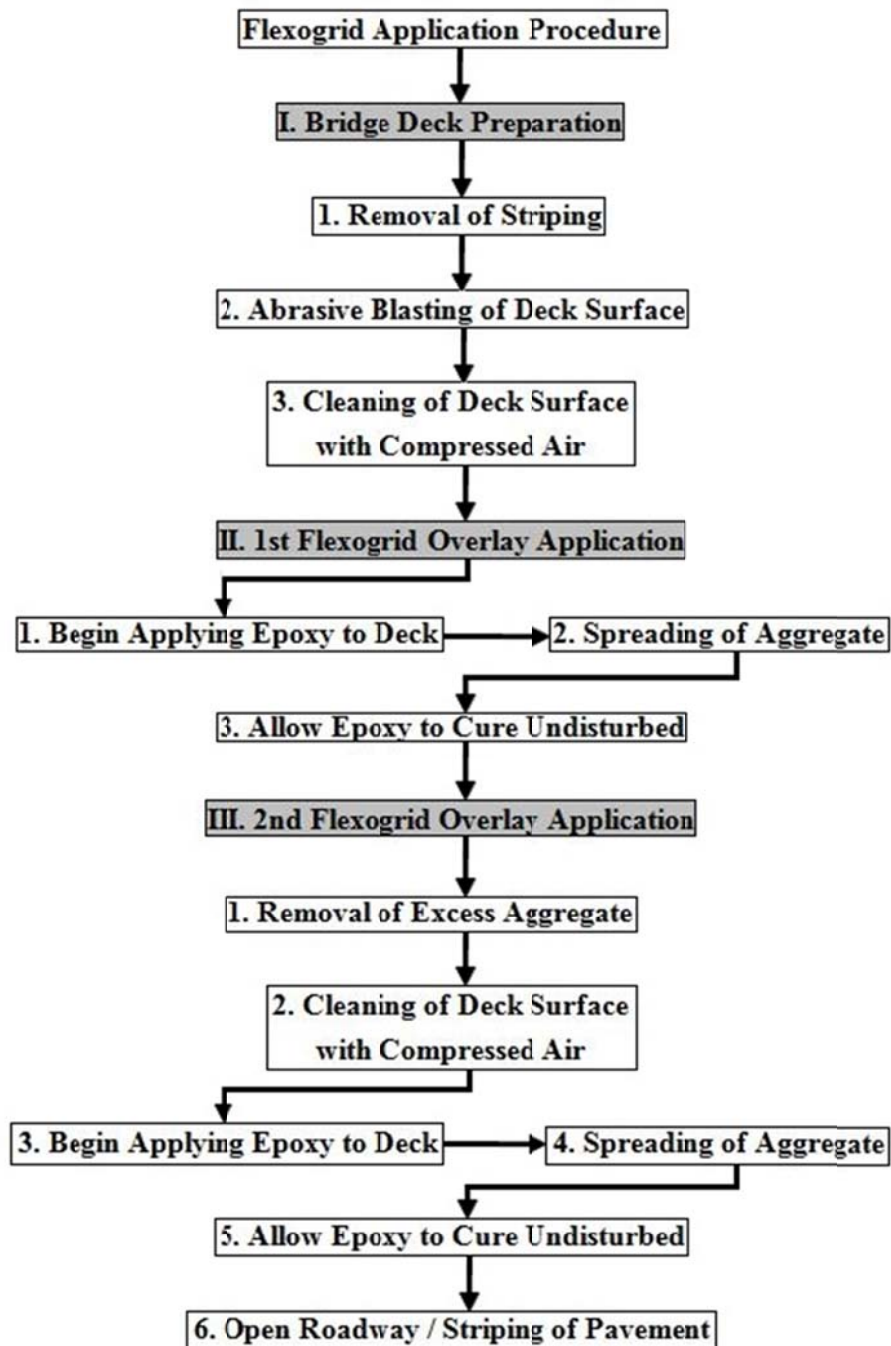 Flexogrid Application Procedure
I. Bridge Deck Preparation
1. Removal of Striping
2. Abrasive Blasting of Deck Surface
3. Cleaning of Deck Surface
with Compressed Air
II. 1st Flexogrid Overlay Application
1. Begin Applying Epoxy to Deck
2. Spreading of Aggregate
3. Allow Epoxy to Cure Undisturbed
III. 2nd Flexogrid Overlay Application
1. Removal of Excess Aggregate
2. Cleaning of Deck Surface
with Compressed Air
3. Begin Applying Epoxy to Deck
4. Spreading of Aggregate
5. Allow Epoxy to Cure Undisturbed
6. Open Roadway / Striping of Pavement